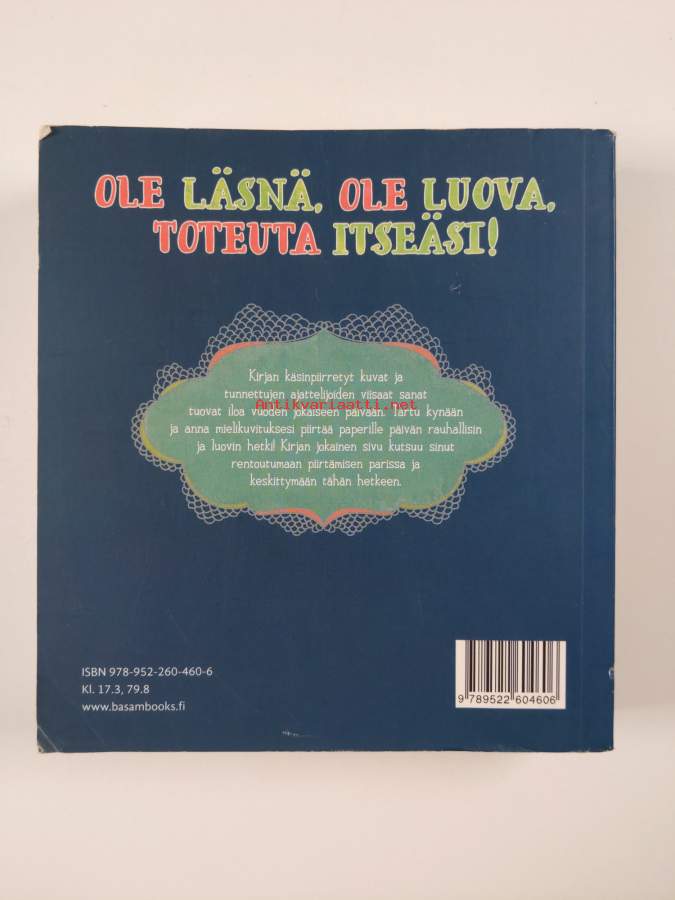 OLE LÄSNÄ, OLE LUOVA,
TOTEUTA ITSEÄSI!
Kirjan käsinpiirretyt kuvat ja
tunnettujen ajattelijoiden viisaat sanat
tuovat iloa vuoden jokaiseen päivään. Tartu kynään
Antikvariaatti.net
ja anna mielikuvituksesi piirtää paperille päivän rauhallisin
ja luovin hetki! Kirjan jokainen sivu kutsuu sinut
rentoutumaan piirtämisen parissa ja
keskittymään tähän hetkeen.
ISBN 978-952-260-460-6
Kl. 17.3, 79.8
www.basambooks.fi
9 789522 604606